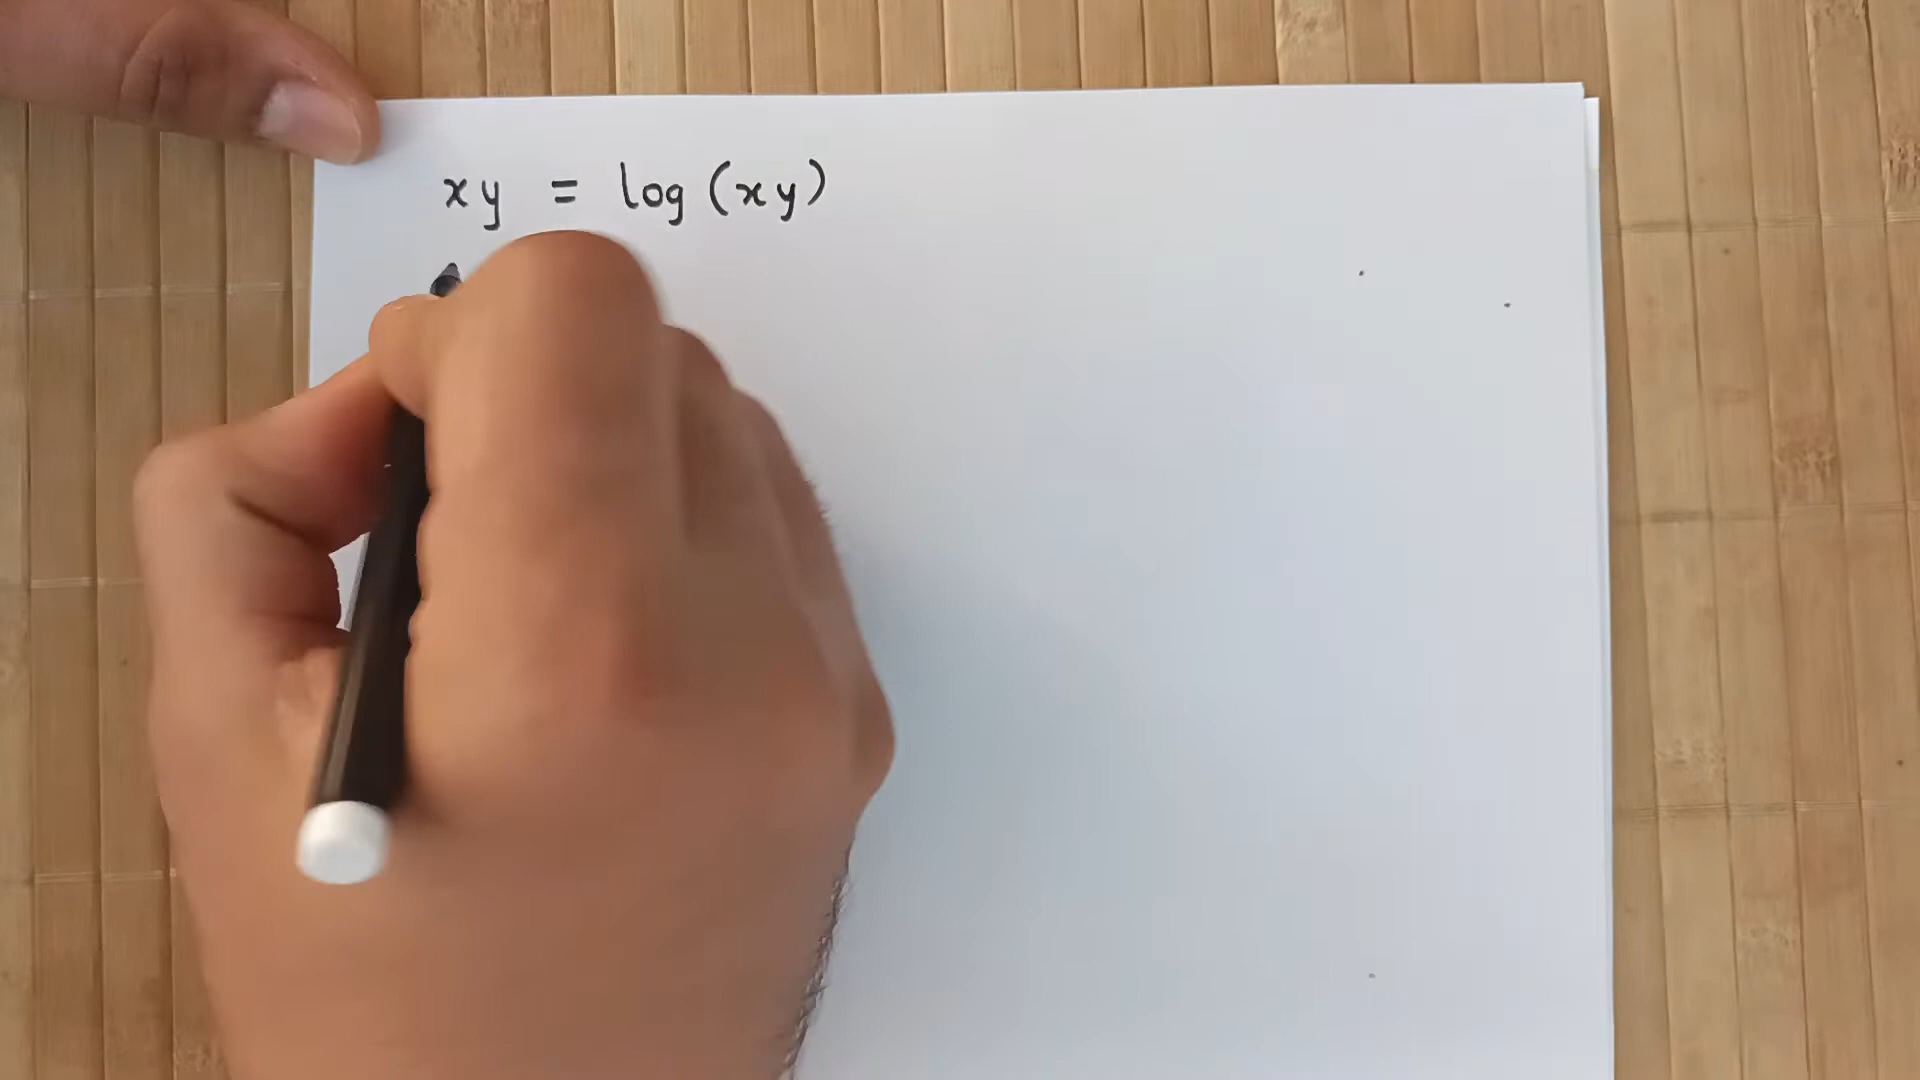 xy = log (xy)